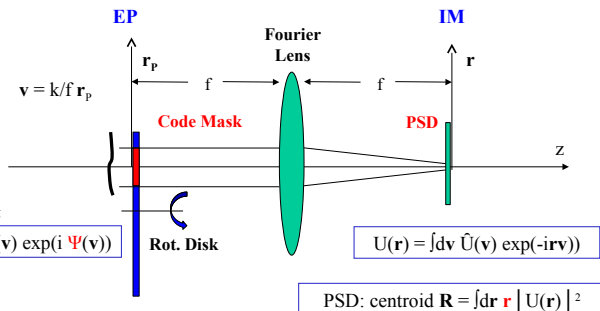 EP
IM
Fourier
Lens
r_P
r
f
f
v = k/f r_P
Code Mask
PSD
z
(v) exp(i Ψ(v))
Rot. Disk
U(r) = ∫dv Û(v) exp(-irv))
PSD: centroid R = ∫dr r | U(r) | ²